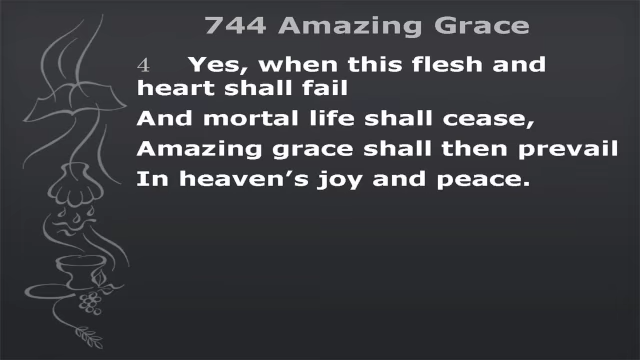 744 Amazing Grace
4 Yes, when this flesh and
heart shall fail
And mortal life shall cease,
Amazing grace shall then prevail
In heaven’s joy and peace.